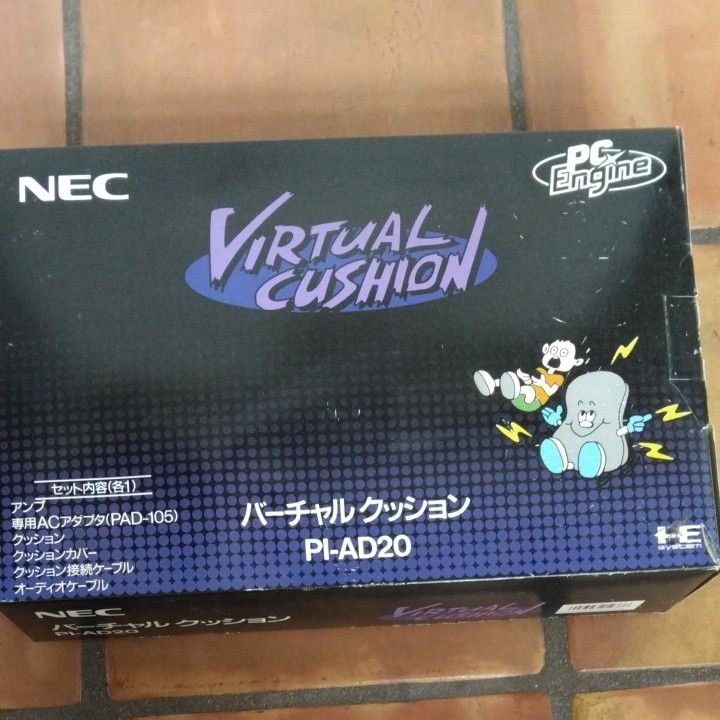 NEC
PC Engine
VIRTUAL
CUSHION
セット内容(各1)
アンプ
専用ACアダプタ(PAD-105)
クッション
クッションカバー
クッション接続ケーブル
オーディオケーブル
バーチャル クッション
PI-AD20
HE
SYSTEM
NEC
バーチャル クッション
PI-AD20
VIRTUAL
CUSHION